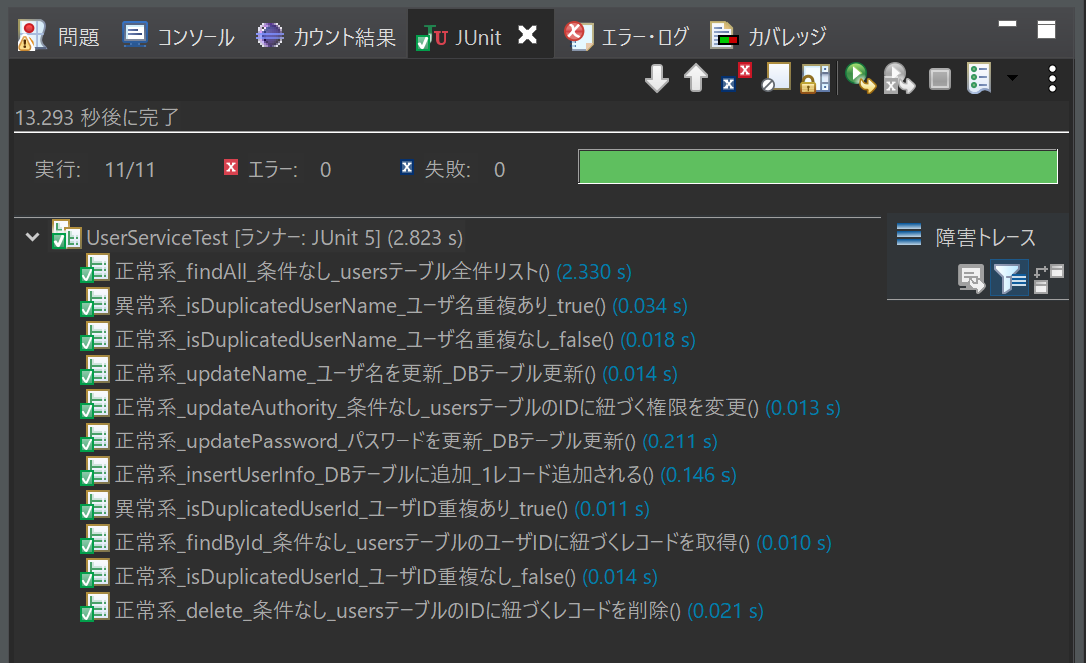 問題 コンソール カウント結果 JUnit エラー・ログ カバレッジ
13.293 秒後に完了
実行: 11/11 エラー: 0 失敗: 0
UserServiceTest [ランナー: JUnit 5] (2.823 s)
障害トレース
正常系_findAll_条件なし_usersテーブル全件リスト() (2.330 s)
異常系_isDuplicatedUserName_ユーザ名重複あり_true() (0.034 s)
正常系_isDuplicatedUserName_ユーザ名重複なし_false() (0.018 s)
正常系_updateName_ユーザ名を更新_DBテーブル更新() (0.014 s)
正常系_updateAuthority_条件なし_usersテーブルのIDに紐づく権限を変更() (0.013 s)
正常系_updatePassword_パスワードを更新_DBテーブル更新() (0.211 s)
正常系_insertUserInfo_DBテーブルに追加_1レコード追加される() (0.146 s)
異常系_isDuplicatedUserId_ユーザID重複あり_true() (0.011 s)
正常系_findById_条件なし_usersテーブルのユーザIDに紐づくレコードを取得() (0.010 s)
正常系_isDuplicatedUserId_ユーザID重複なし_false() (0.014 s)
正常系_delete_条件なし_usersテーブルのIDに紐づくレコードを削除() (0.021 s)